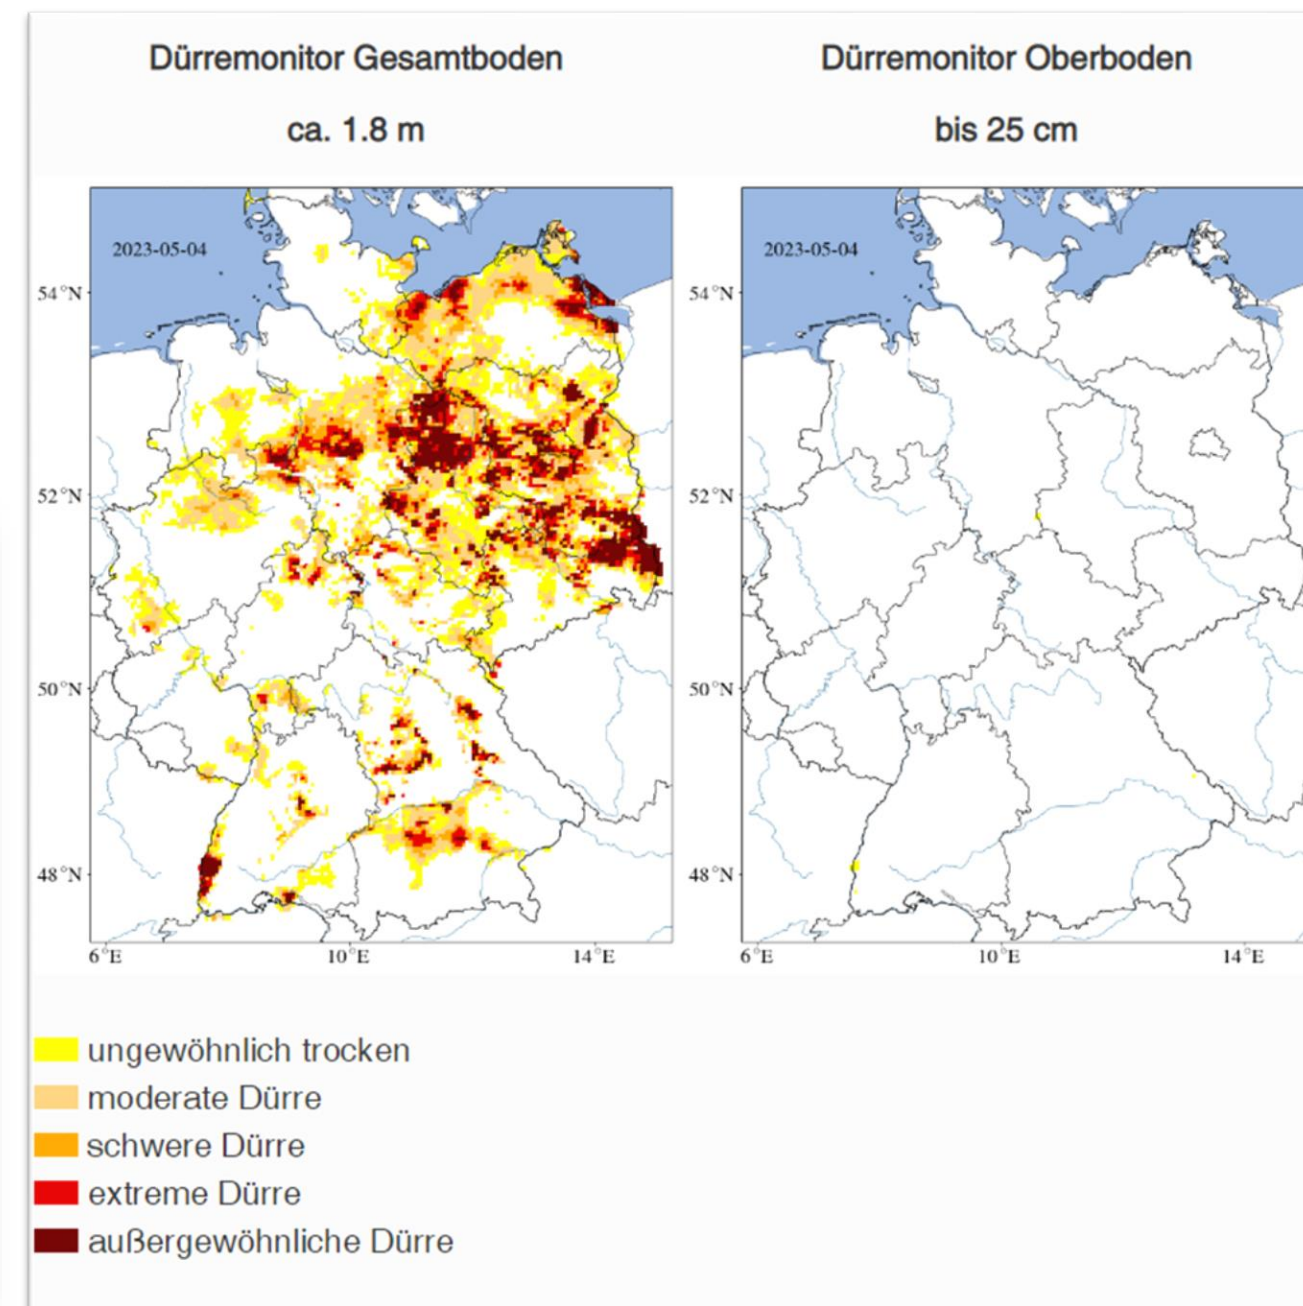 Dürremonitor Gesamtboden
ca. 1.8 m
Dürremonitor Oberboden
bis 25 cm
2023-05-04
54°N
52°N
50°N
48°N
6°E
10°E
14°E
2023-05-04
54°N
52°N
50°N
48°N
6°E
10°E
14°E
ungewöhnlich trocken
moderate Dürre
schwere Dürre
extreme Dürre
außergewöhnliche Dürre